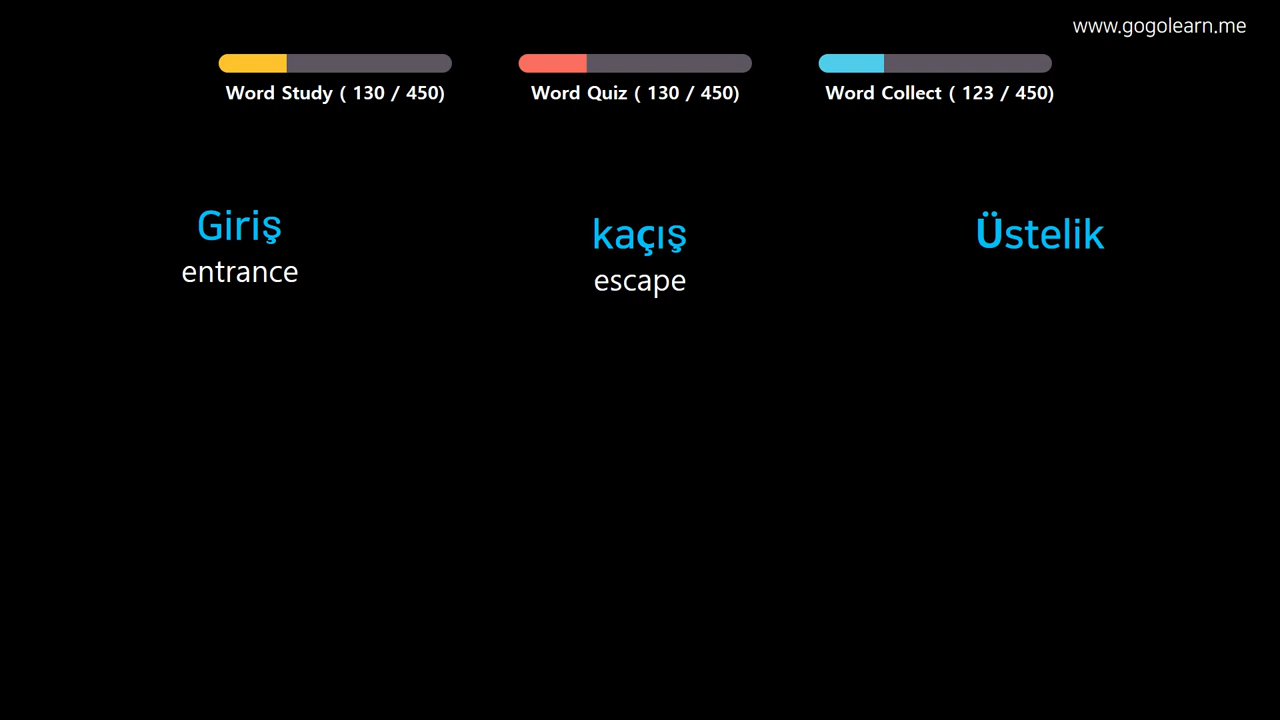 www.gogolearn.me
Word Study ( 130 / 450)
Word Quiz ( 130 / 450)
Word Collect ( 123 / 450)
Giriş
entrance
kaçış
escape
Üstelik